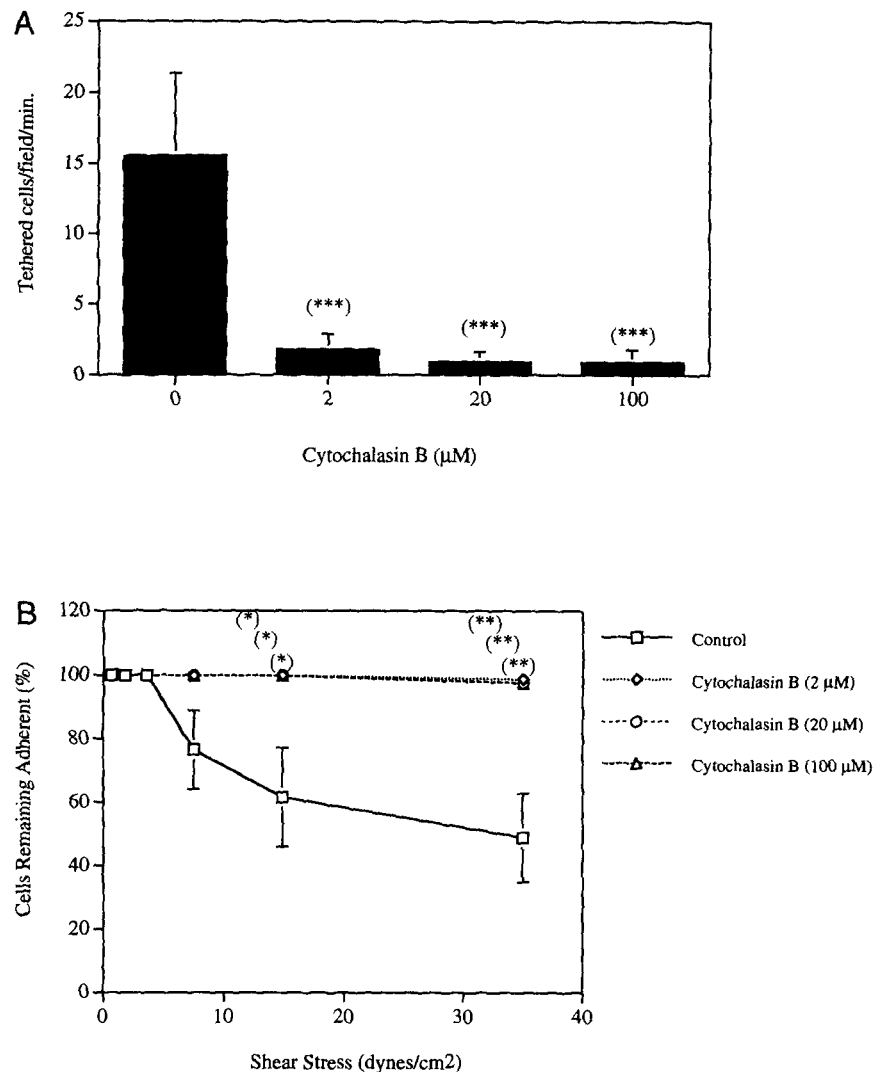 A
25
20
15
10
5
0
Tethered cells/field/min.
(***)
(***)
(***)
0 2 20 100
Cytochalasin B (µM)
B
120
100
80
60
40
20
0
Cells Remaining Adherent (%)
(*)
(*)
(*)
(**)
(**)
(**)
0 10 20 30 40
Shear Stress (dynes/cm2)
Control
Cytochalasin B (2 µM)
Cytochalasin B (20 µM)
Cytochalasin B (100 µM)